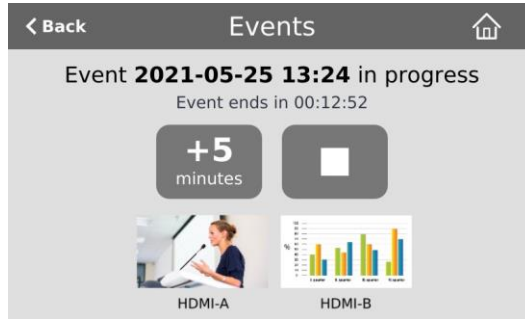 Back
Events
Event 2021-05-25 13:24 in progress
Event ends in 00:12:52
+5
minutes
%
HDMI-A
HDMI-B